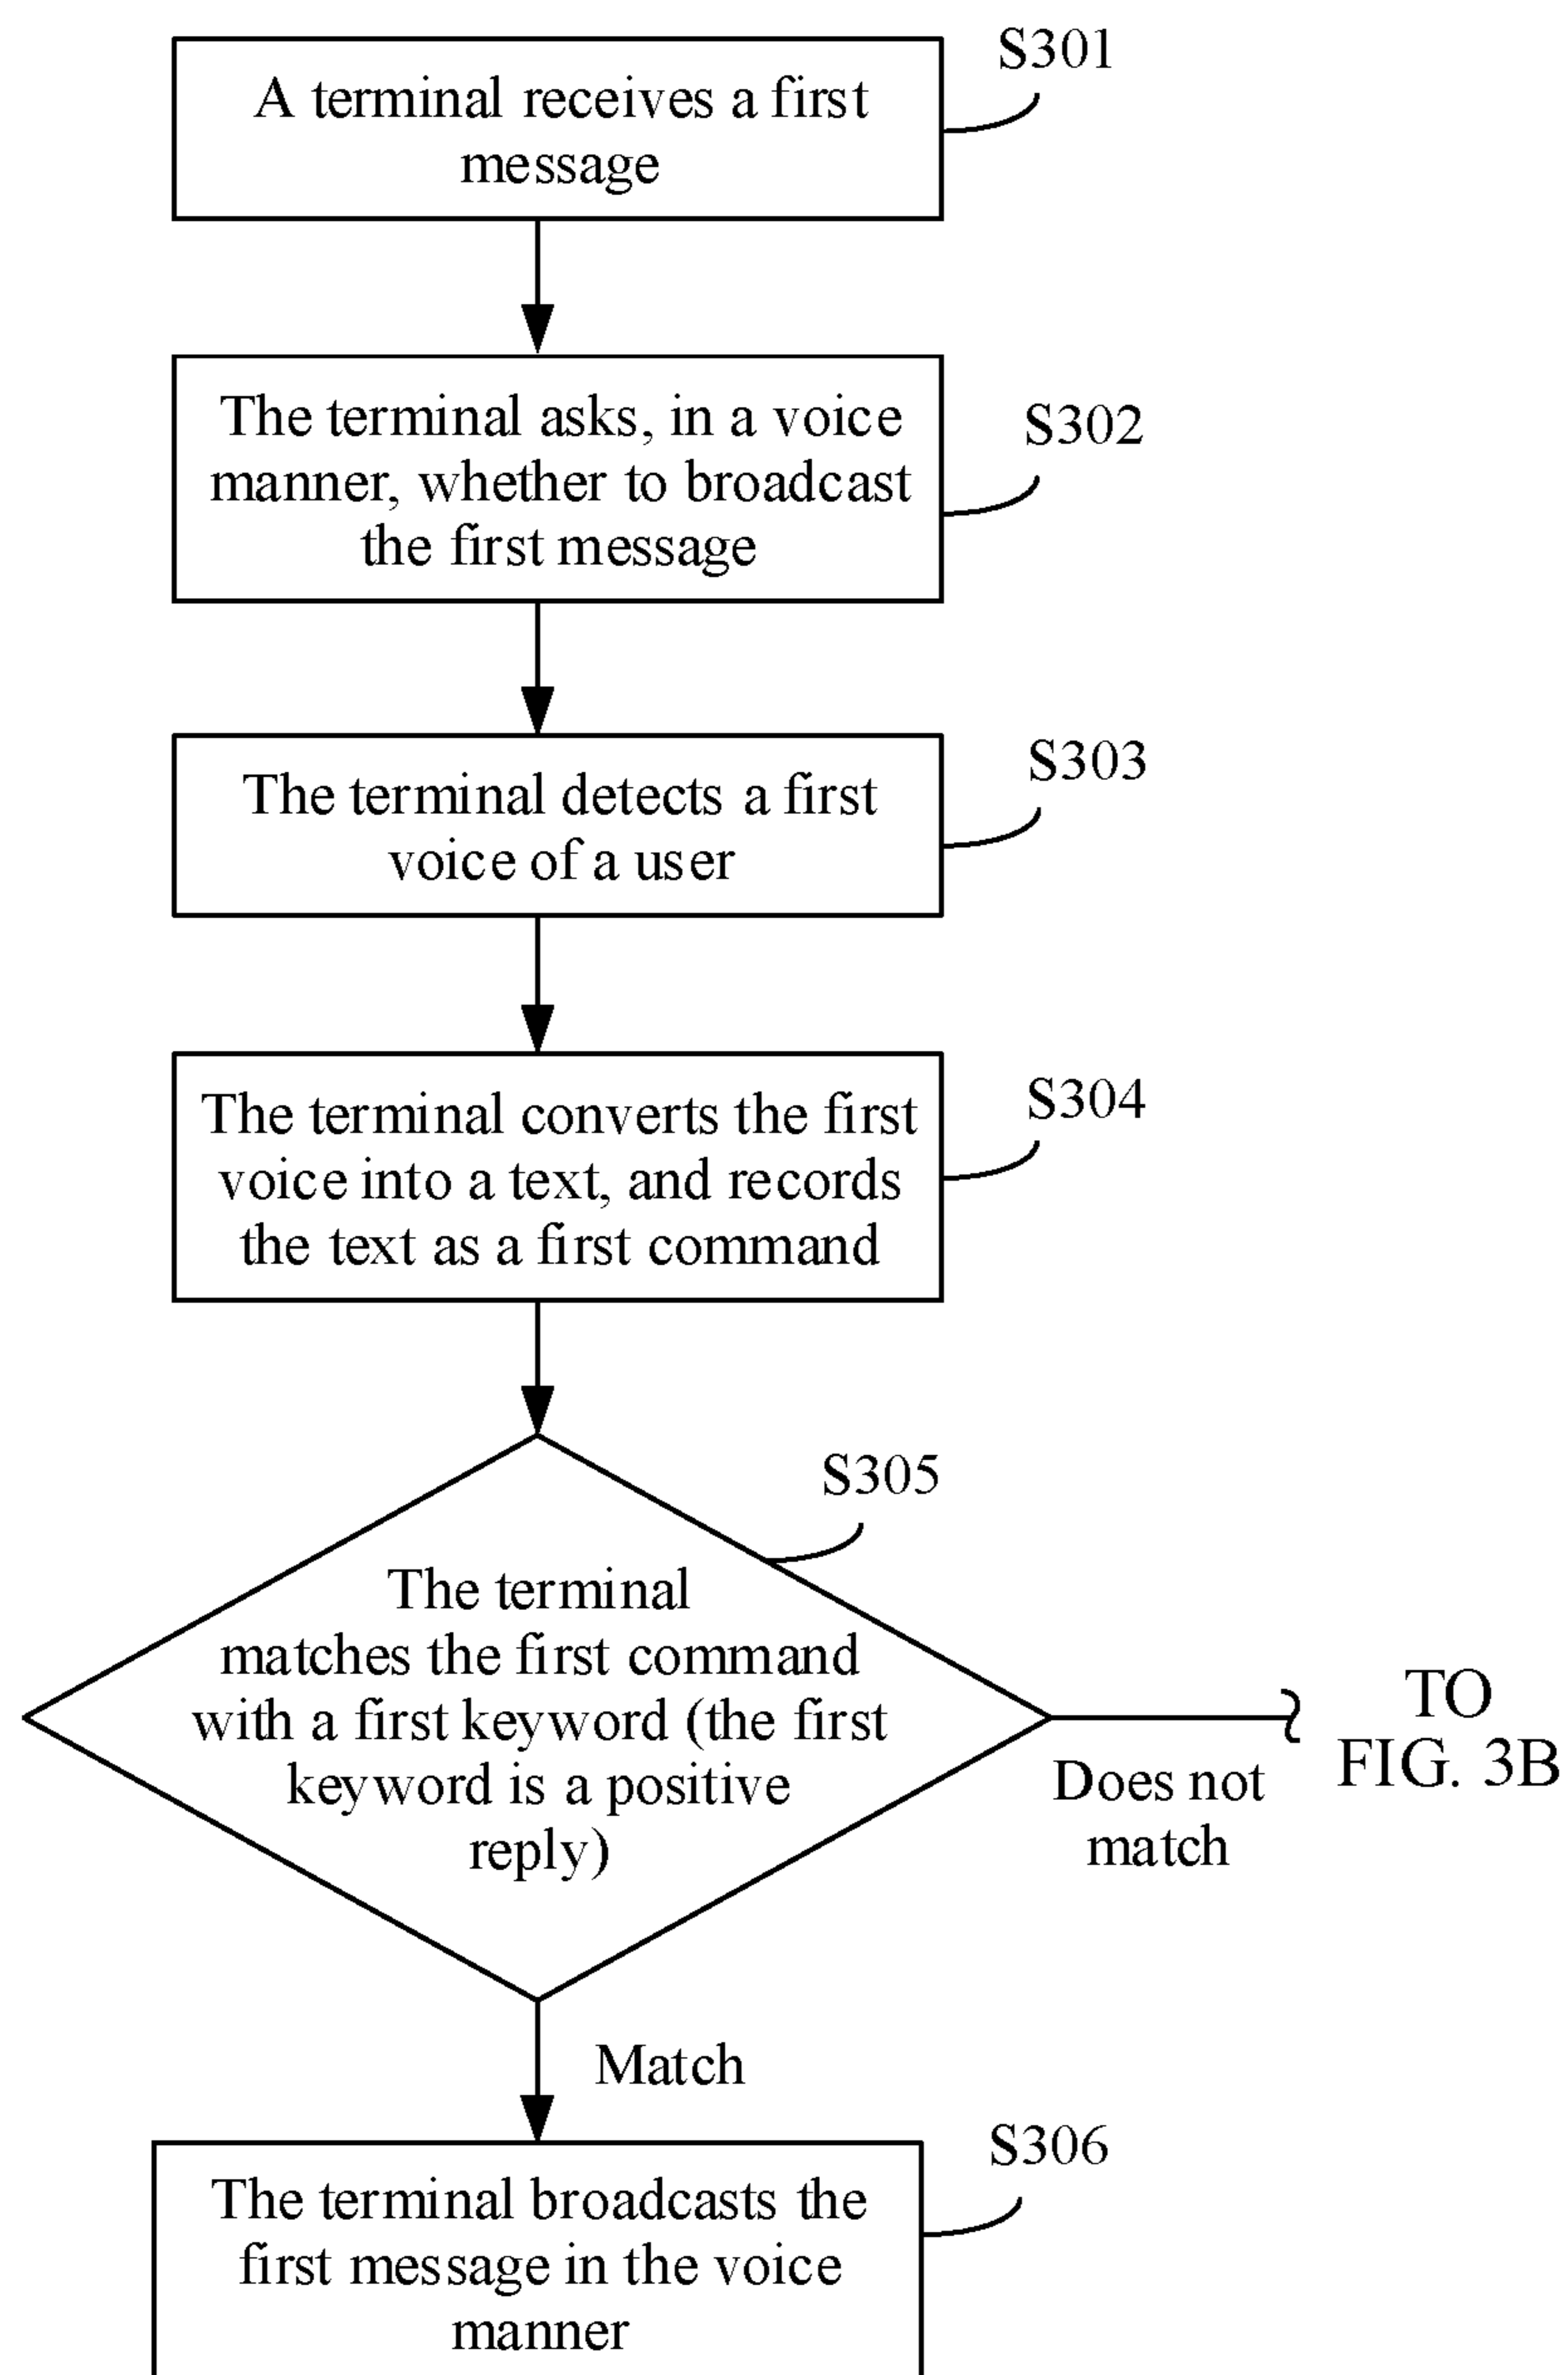 S301
A terminal receives a first
message
S302
The terminal asks, in a voice
manner, whether to broadcast
the first message
S303
The terminal detects a first
voice of a user
S304
The terminal converts the first
voice into a text, and records
the text as a first command
S305
The terminal
matches the first command
with a first keyword (the first
keyword is a positive
reply)
TO
FIG. 3B
Does not
match
Match
S306
The terminal broadcasts the
first message in the voice
manner